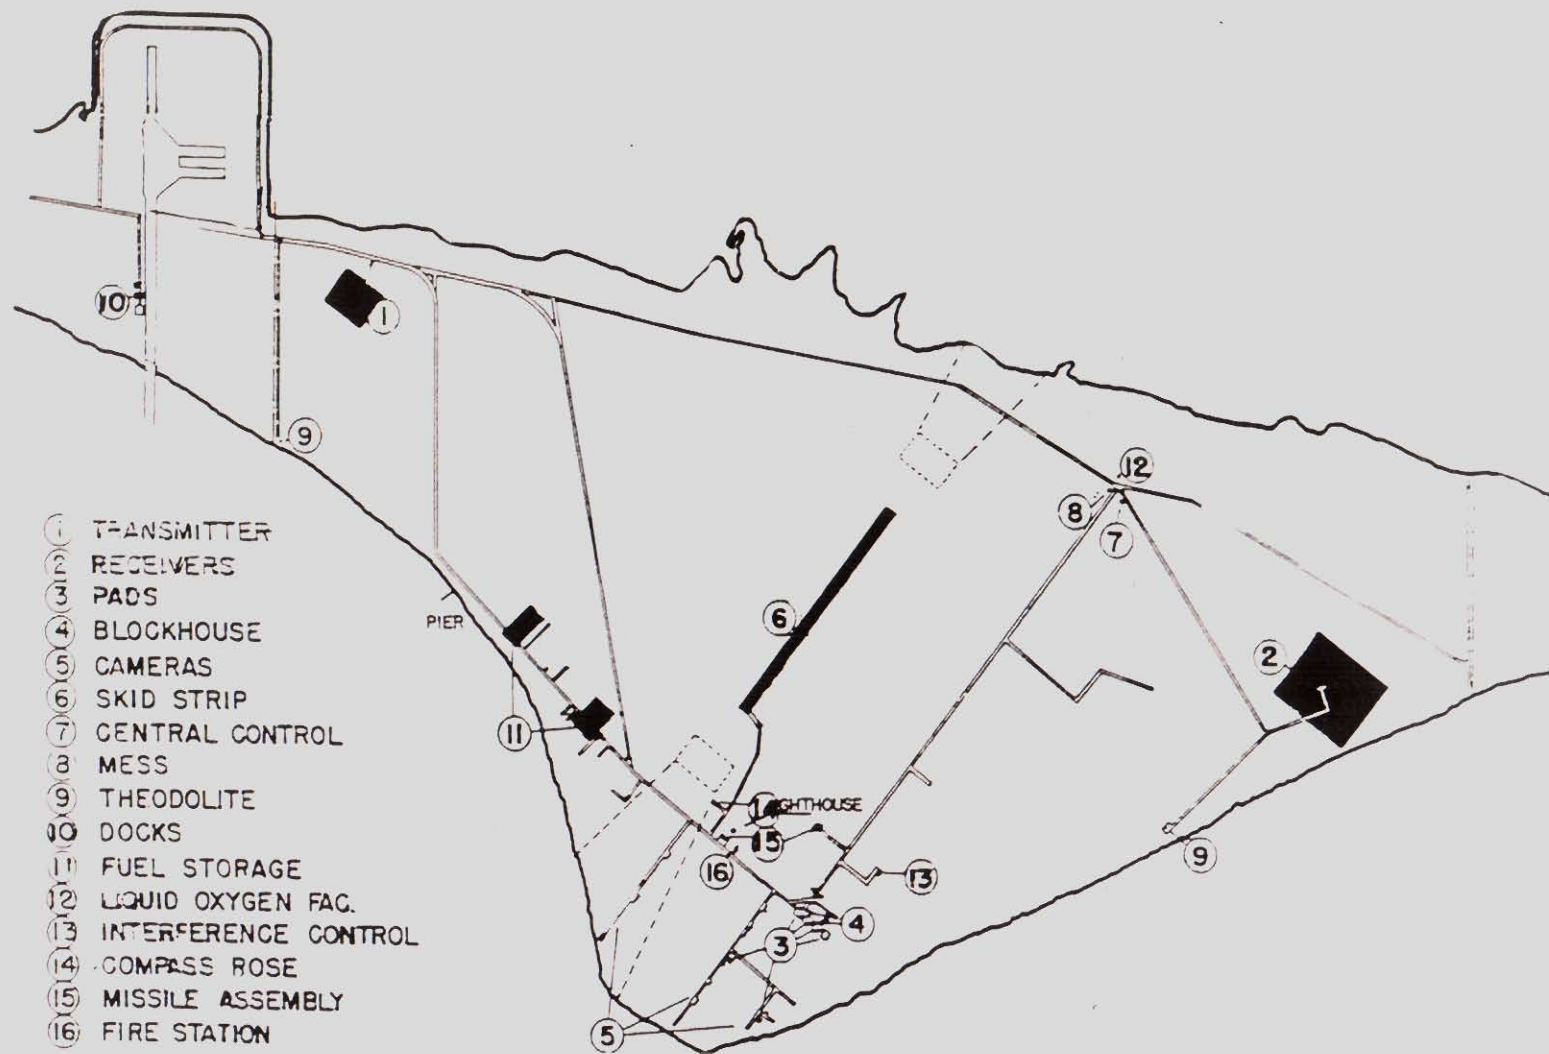 10
1
9
12
8
7
PIER
6
2
11
14 LIGHTHOUSE
15
16
13
9
4
3
5
1 TRANSMITTER
2 RECEIVERS
3 PADS
4 BLOCKHOUSE
5 CAMERAS
6 SKID STRIP
7 CENTRAL CONTROL
8 MESS
9 THEODOLITE
10 DOCKS
11 FUEL STORAGE
12 LIQUID OXYGEN FAC.
13 INTERFERENCE CONTROL
14 COMPASS ROSE
15 MISSILE ASSEMBLY
16 FIRE STATION